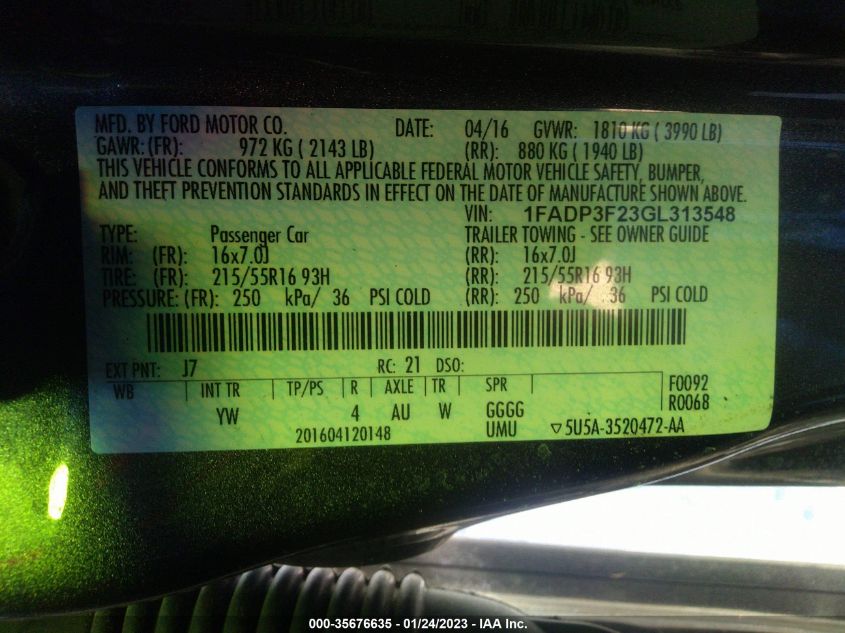 MFD. BY FORD MOTOR CO. DATE: 04/16 GVWR: 1810 KG ( 3990 LB)
GAWR: (FR): 972 KG ( 2143 LB) (RR): 880 KG ( 1940 LB)
THIS VEHICLE CONFORMS TO ALL APPLICABLE FEDERAL MOTOR VEHICLE SAFETY, BUMPER,
AND THEFT PREVENTION STANDARDS IN EFFECT ON THE DATE OF MANUFACTURE SHOWN ABOVE.
VIN: 1FADP3F23GL313548
TYPE: Passenger Car TRAILER TOWING - SEE OWNER GUIDE
RIM: (FR): 16x7.0J (RR): 16x7.0J
TIRE: (FR): 215/55R16 93H (RR): 215/55R16 93H
PRESSURE: (FR): 250 kPa/ 36 PSI COLD (RR): 250 kPa/ 36 PSI COLD
EXT PNT: J7 RC: 21 DSO:
WB INT TR TP/PS R AXLE TR SPR F0092
YW 4 AU W GGGG R0068
201604120148 UMU ▽5U5A-3520472-AA
000-35676635 - 01/24/2023 - IAA Inc.